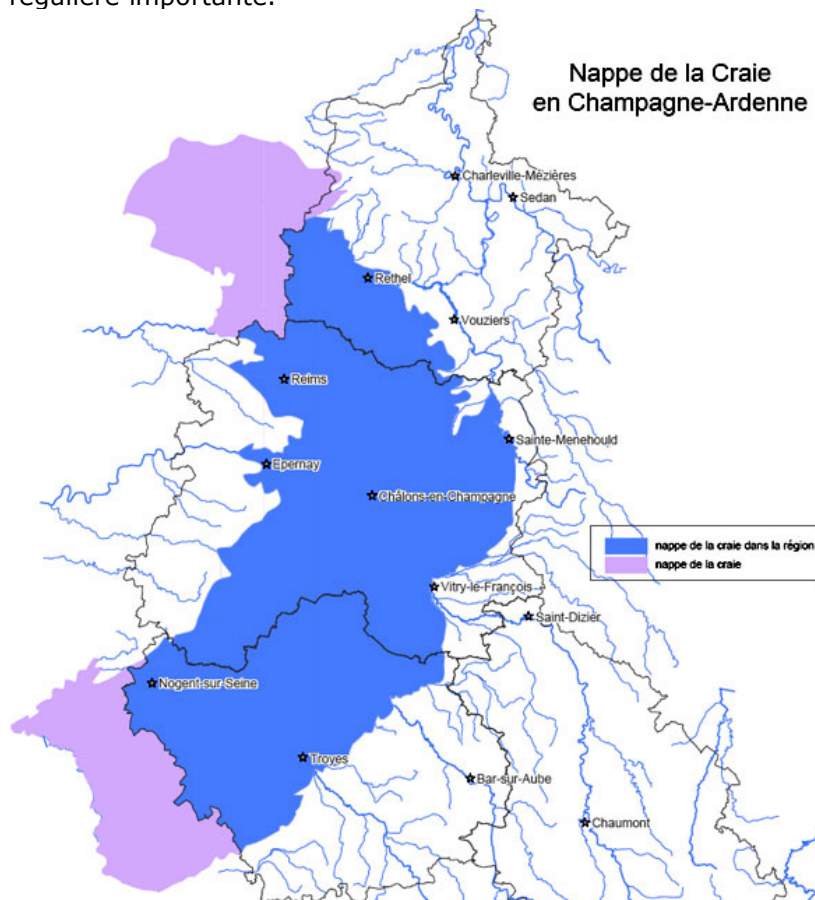 régulière importante.
Nappe de la Craie
en Champagne-Ardenne
Charleville-Mézières
Sedan
Rethel
Vouziers
Reims
Sainte-Menehould
Epernay
Châlons-en-Champagne
nappe de la craie dans la région
nappe de la craie
Vitry-le-François
Saint-Dizier
Nogent-sur-Seine
Troyes
Bar-sur-Aube
Chaumont